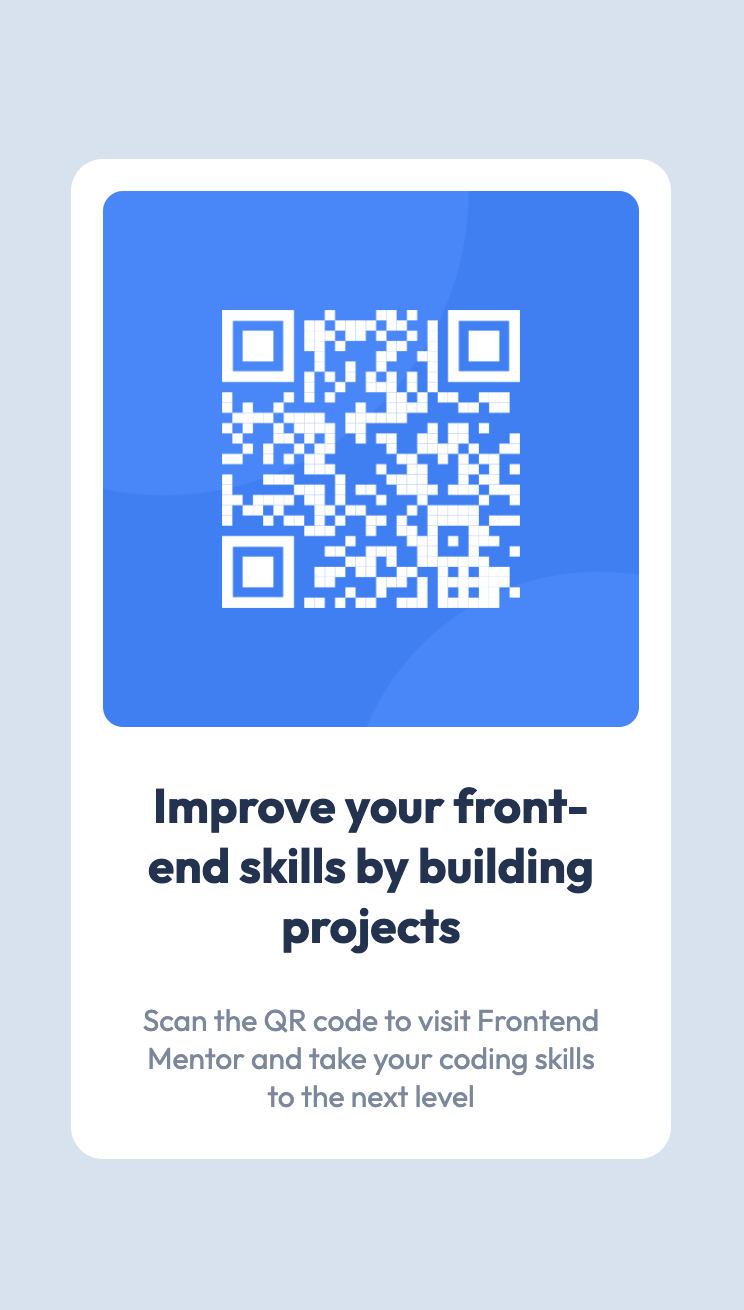 Improve your front-
end skills by building
projects
Scan the QR code to visit Frontend
Mentor and take your coding skills
to the next level